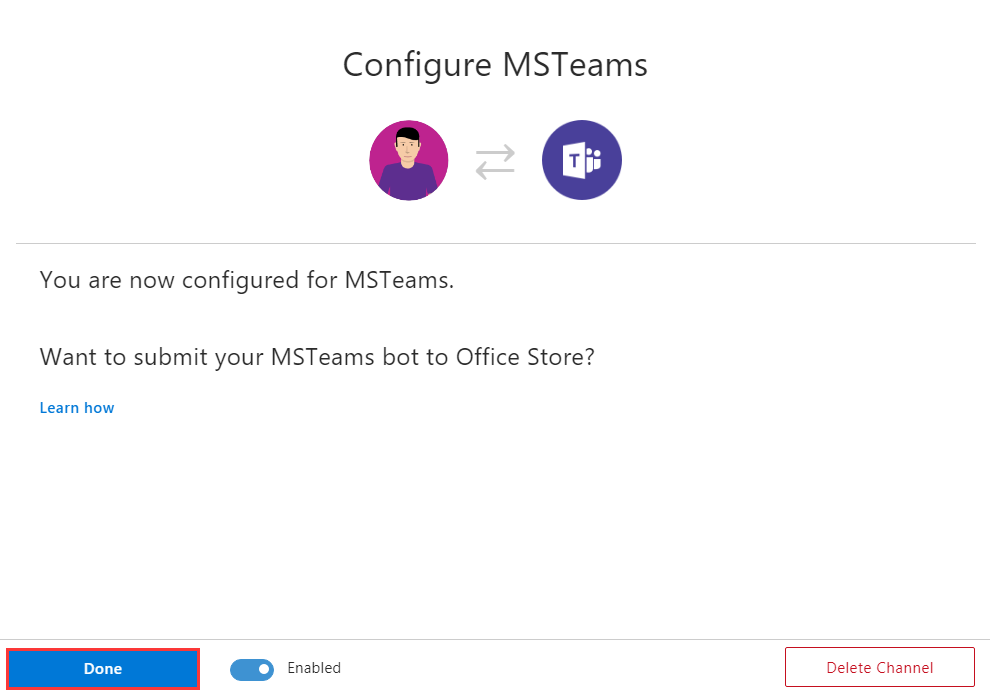 Configure MSTeams
T
You are now configured for MSTeams.
Want to submit your MSTeams bot to Office Store?
Learn how
Done
Enabled
Delete Channel